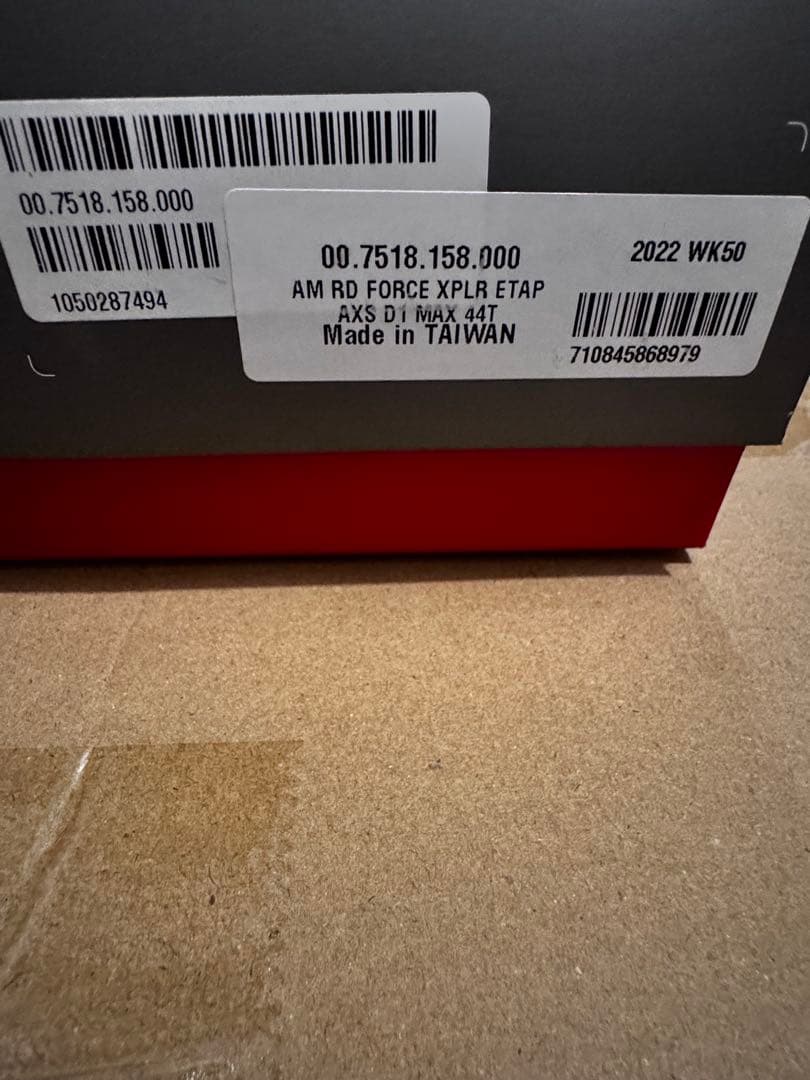 00.7518.158.000
1050287494
00.7518.158.000
2022 WK50
AM RD FORCE XPLR ETAP
AXS D1 MAX 44T
Made in TAIWAN
710845868979